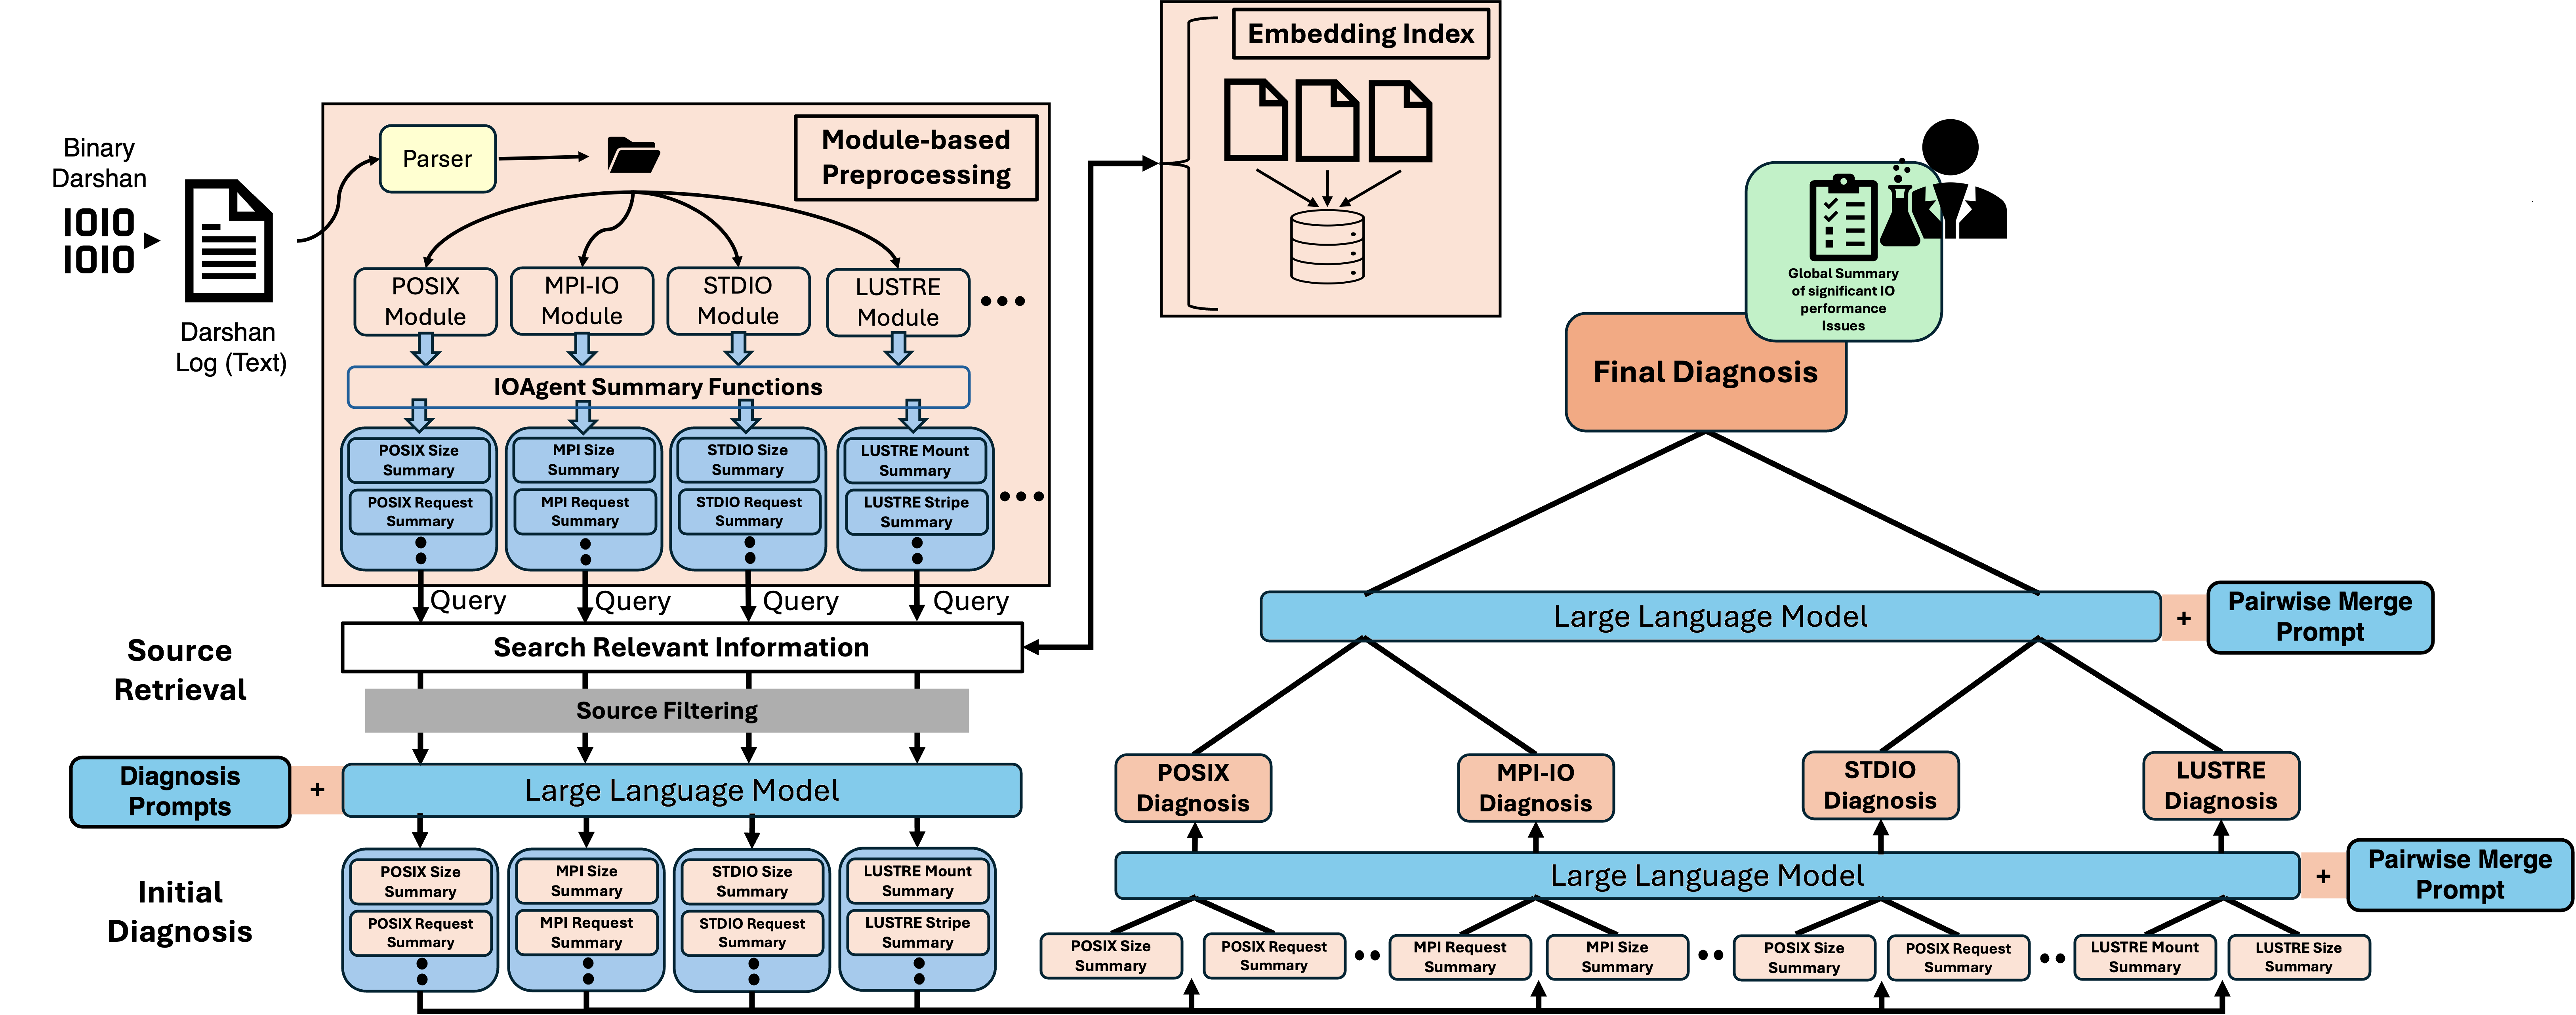 Binary
Darshan
IOIO
IOIO
Darshan
Log (Text)
Parser
Module-based
Preprocessing
POSIX
Module
MPI-IO
Module
STDIO
Module
LUSTRE
Module
IOAgent Summary Functions
POSIX Size
Summary
POSIX Request
Summary
MPI Size
Summary
MPI Request
Summary
STDIO Size
Summary
STDIO Request
Summary
LUSTRE Mount
Summary
LUSTRE Stripe
Summary
Query
Query
Query
Query
Embedding Index
Source
Retrieval
Search Relevant Information
Source Filtering
Diagnosis
Prompts
+
Large Language Model
Initial
Diagnosis
POSIX Size
Summary
POSIX Request
Summary
MPI Size
Summary
MPI Request
Summary
STDIO Size
Summary
STDIO Request
Summary
LUSTRE Mount
Summary
LUSTRE Stripe
Summary
Global Summary
of significant IO
performance
Issues
Final Diagnosis
Large Language Model
+
Pairwise Merge
Prompt
POSIX
Diagnosis
MPI-IO
Diagnosis
STDIO
Diagnosis
LUSTRE
Diagnosis
Large Language Model
+
Pairwise Merge
Prompt
POSIX Size
Summary
POSIX Request
Summary
MPI Request
Summary
MPI Size
Summary
POSIX Size
Summary
POSIX Request
Summary
LUSTRE Mount
Summary
LUSTRE Size
Summary